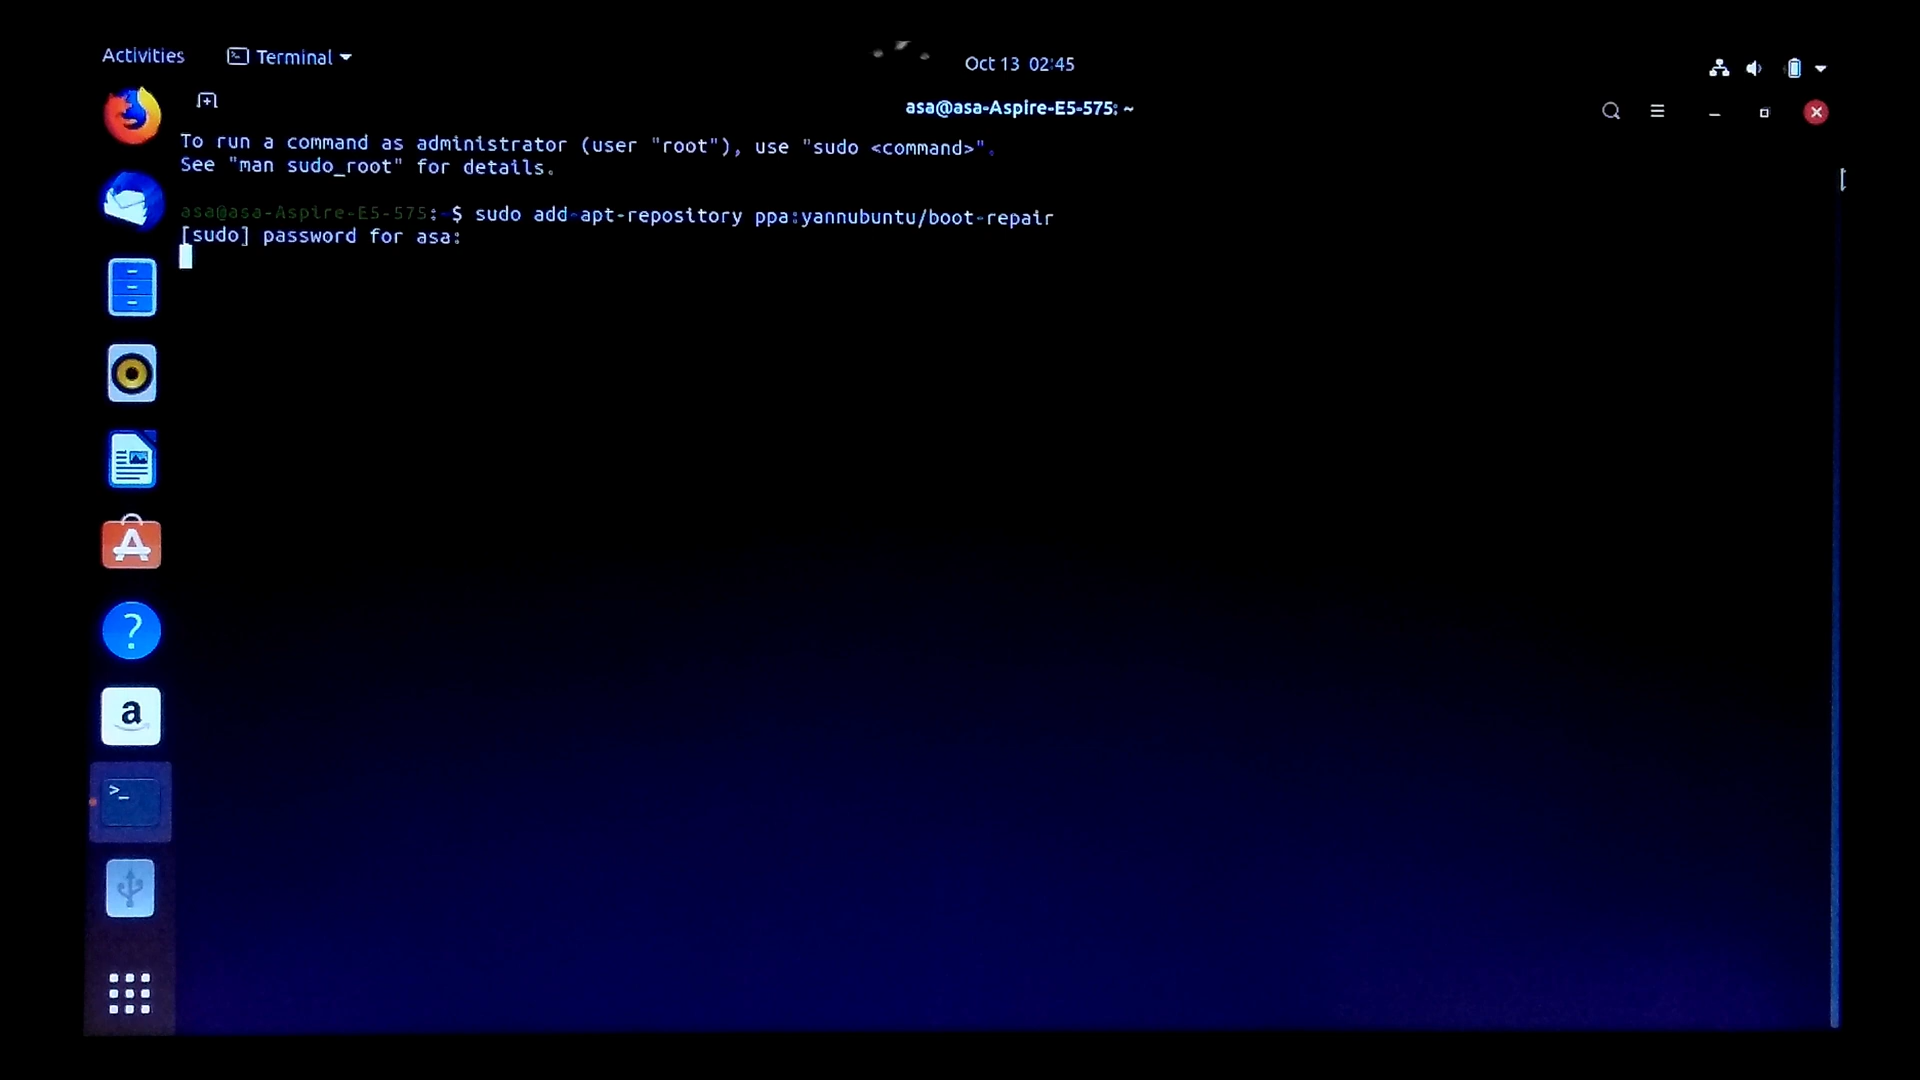 Activities
Terminal
Oct 13 02:45
asa@asa-Aspire-E5-575: ~
To run a command as administrator (user "root"), use "sudo <command>".
See "man sudo_root" for details.
asa@asa-Aspire-E5-575:~$ sudo add-apt-repository ppa:yannubuntu/boot-repair
[sudo] password for asa:
A
?
a
>_